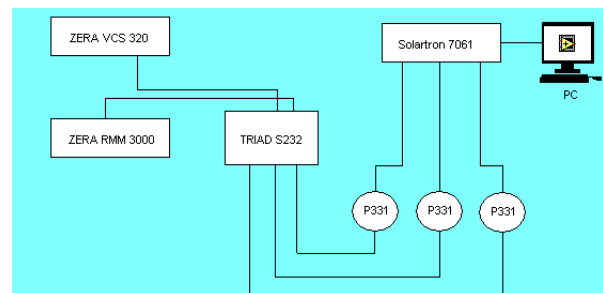 ZERA VCS 320
Solartron 7061
PC
ZERA RMM 3000
TRIAD S232
P331
P331
P331